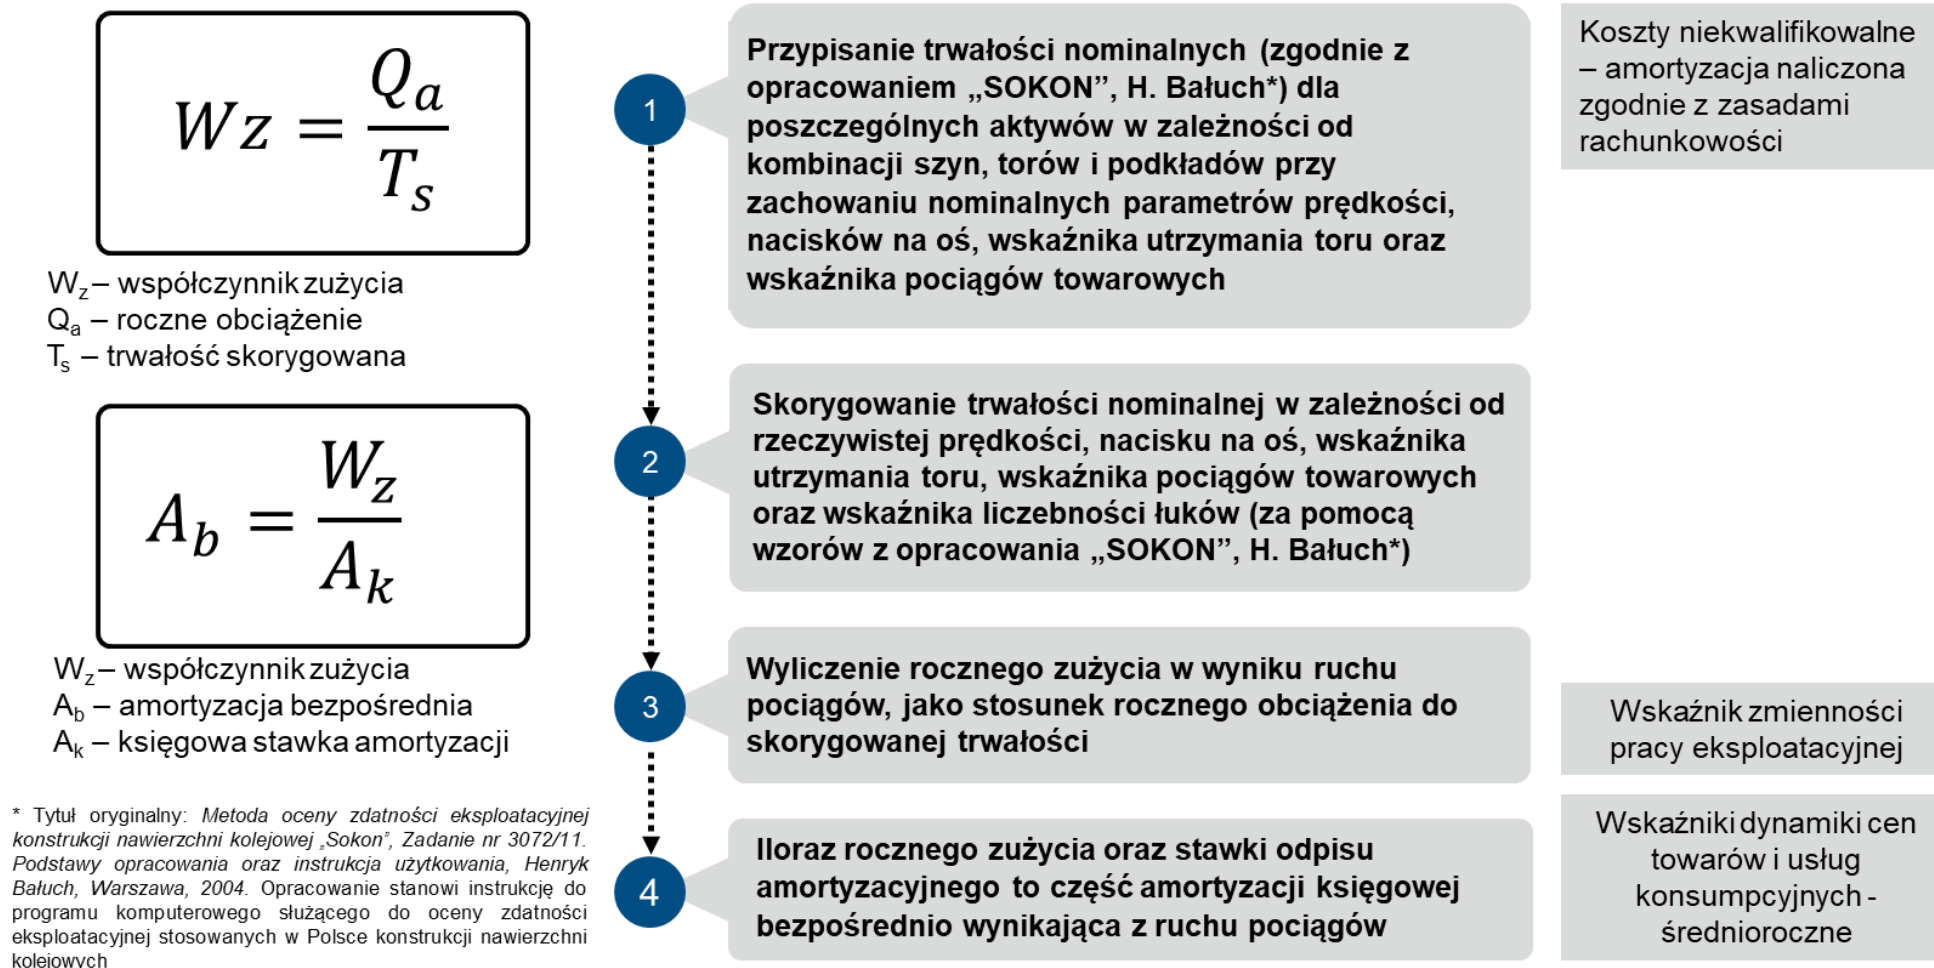 Wz = Qa / Ts
Wz – współczynnik zużycia
Qa – roczne obciążenie
Ts – trwałość skorygowana
Ab = Wz / Ak
Wz – współczynnik zużycia
Ab – amortyzacja bezpośrednia
Ak – księgowa stawka amortyzacji
* Tytuł oryginalny: Metoda oceny zdatności eksploatacyjnej
konstrukcji nawierzchni kolejowej „Sokon”, Zadanie nr 3072/11.
Podstawy opracowania oraz instrukcja użytkowania, Henryk
Bałuch, Warszawa, 2004. Opracowanie stanowi instrukcję do
programu komputerowego służącego do oceny zdatności
eksploatacyjnej stosowanych w Polsce konstrukcji nawierzchni
kolejowych
1
Przypisanie trwałości nominalnych (zgodnie z
opracowaniem „SOKON”, H. Bałuch*) dla
poszczególnych aktywów w zależności od
kombinacji szyn, torów i podkładów przy
zachowaniu nominalnych parametrów prędkości,
nacisków na oś, wskaźnika utrzymania toru oraz
wskaźnika pociągów towarowych
2
Skorygowanie trwałości nominalnej w zależności od
rzeczywistej prędkości, nacisku na oś, wskaźnika
utrzymania toru, wskaźnika pociągów towarowych
oraz wskaźnika liczebności łuków (za pomocą
wzorów z opracowania „SOKON”, H. Bałuch*)
3
Wyliczenie rocznego zużycia w wyniku ruchu
pociągów, jako stosunek rocznego obciążenia do
skorygowanej trwałości
4
Iloraz rocznego zużycia oraz stawki odpisu
amortyzacyjnego to część amortyzacji księgowej
bezpośrednio wynikająca z ruchu pociągów
Koszty niekwalifikowalne
– amortyzacja naliczona
zgodnie z zasadami
rachunkowości
Wskaźnik zmienności
pracy eksploatacyjnej
Wskaźniki dynamiki cen
towarów i usług
konsumpcyjnych -
średnioroczne